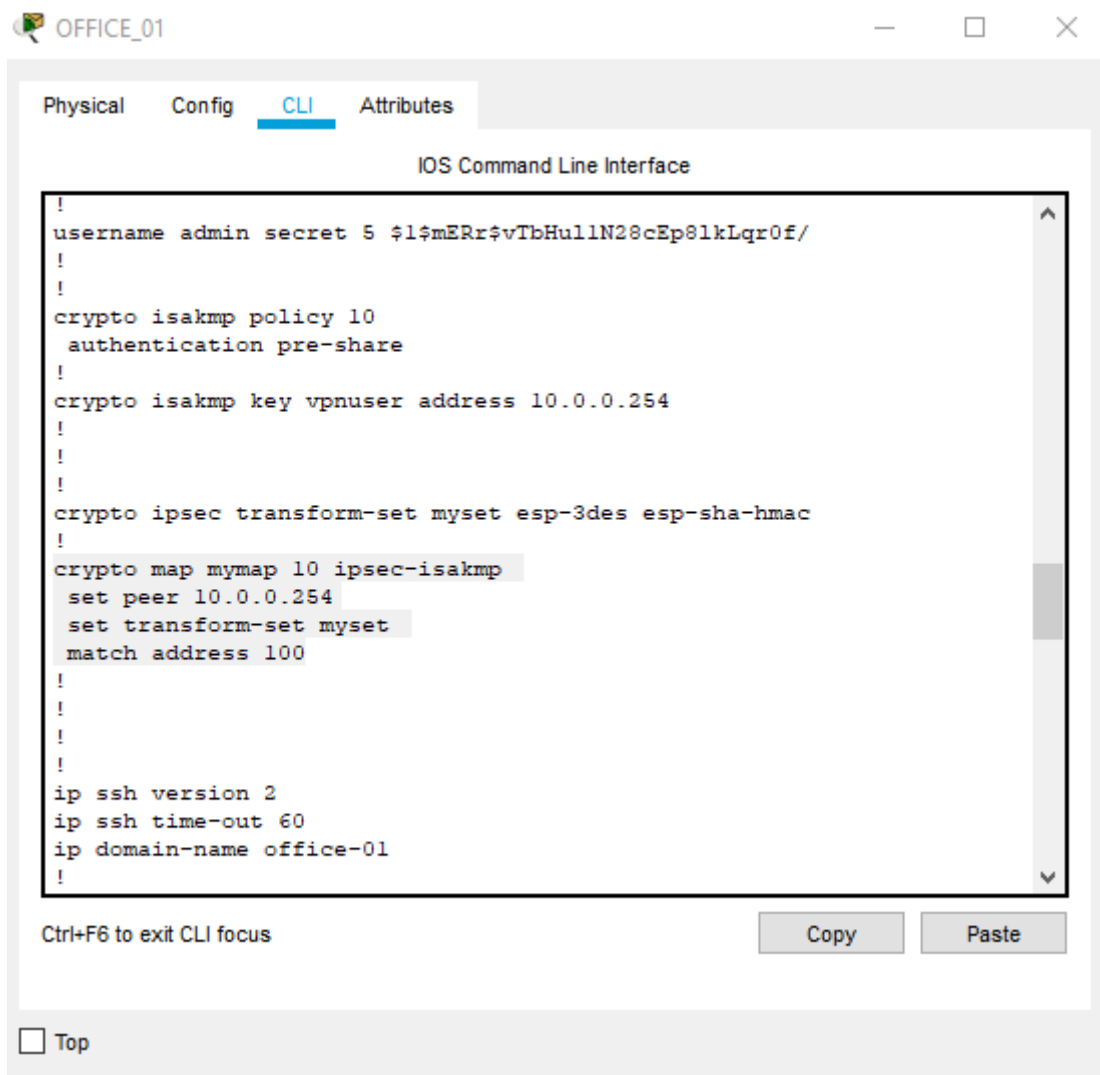 OFFICE_01
Physical Config CLI Attributes
IOS Command Line Interface
!
username admin secret 5 $1$mERr$vTbHul1N28cEp81kLqr0f/
!
!
crypto isakmp policy 10
authentication pre-share
!
crypto isakmp key vpnuser address 10.0.0.254
!
!
!
crypto ipsec transform-set myset esp-3des esp-sha-hmac
!
crypto map mymap 10 ipsec-isakmp
set peer 10.0.0.254
set transform-set myset
match address 100
!
!
!
!
ip ssh version 2
ip ssh time-out 60
ip domain-name office-01
!
Ctrl+F6 to exit CLI focus
Copy Paste
Top